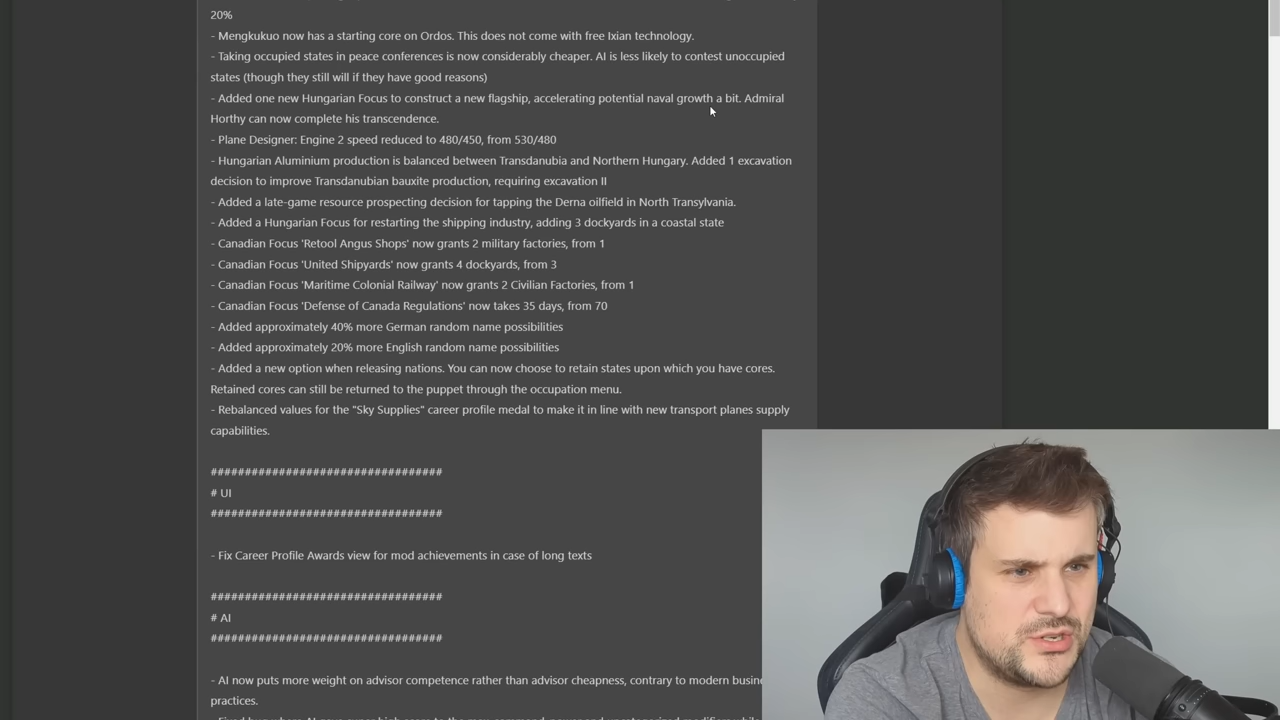 20%
- Mengkukuo now has a starting core on Ordos. This does not come with free Ixian technology.
- Taking occupied states in peace conferences is now considerably cheaper. AI is less likely to contest unoccupied
states (though they still will if they have good reasons)
- Added one new Hungarian Focus to construct a new flagship, accelerating potential naval growth a bit. Admiral
Horthy can now complete his transcendence.
- Plane Designer: Engine 2 speed reduced to 480/450, from 530/480
- Hungarian Aluminium production is balanced between Transdanubia and Northern Hungary. Added 1 excavation
decision to improve Transdanubian bauxite production, requiring excavation II
- Added a late-game resource prospecting decision for tapping the Derna oilfield in North Transylvania.
- Added a Hungarian Focus for restarting the shipping industry, adding 3 dockyards in a coastal state
- Canadian Focus 'Retool Angus Shops' now grants 2 military factories, from 1
- Canadian Focus 'United Shipyards' now grants 4 dockyards, from 3
- Canadian Focus 'Maritime Colonial Railway' now grants 2 Civilian Factories, from 1
- Canadian Focus 'Defense of Canada Regulations' now takes 35 days, from 70
- Added approximately 40% more German random name possibilities
- Added approximately 20% more English random name possibilities
- Added a new option when releasing nations. You can now choose to retain states upon which you have cores.
Retained cores can still be returned to the puppet through the occupation menu.
- Rebalanced values for the "Sky Supplies" career profile medal to make it in line with new transport planes supply
capabilities.
##################################
# UI
##################################
- Fix Career Profile Awards view for mod achievements in case of long texts
##################################
# AI
##################################
- AI now puts more weight on advisor competence rather than advisor cheapness, contrary to modern busin
practices.